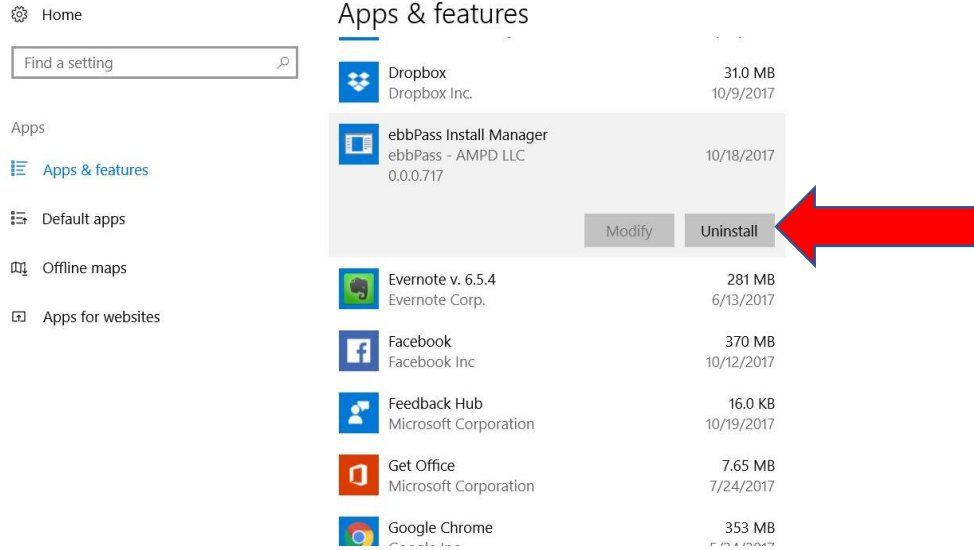 Home
Find a setting
Apps
Apps & features
Default apps
Offline maps
Apps for websites
Apps & features
Dropbox 31.0 MB
Dropbox Inc. 10/9/2017
ebbPass Install Manager
ebbPass - AMPD LLC 10/18/2017
0.0.0.717
Modify Uninstall
Evernote v. 6.5.4 281 MB
Evernote Corp. 6/13/2017
Facebook 370 MB
Facebook Inc 10/12/2017
Feedback Hub 16.0 KB
Microsoft Corporation 10/19/2017
Get Office 7.65 MB
Microsoft Corporation 7/24/2017
Google Chrome 353 MB